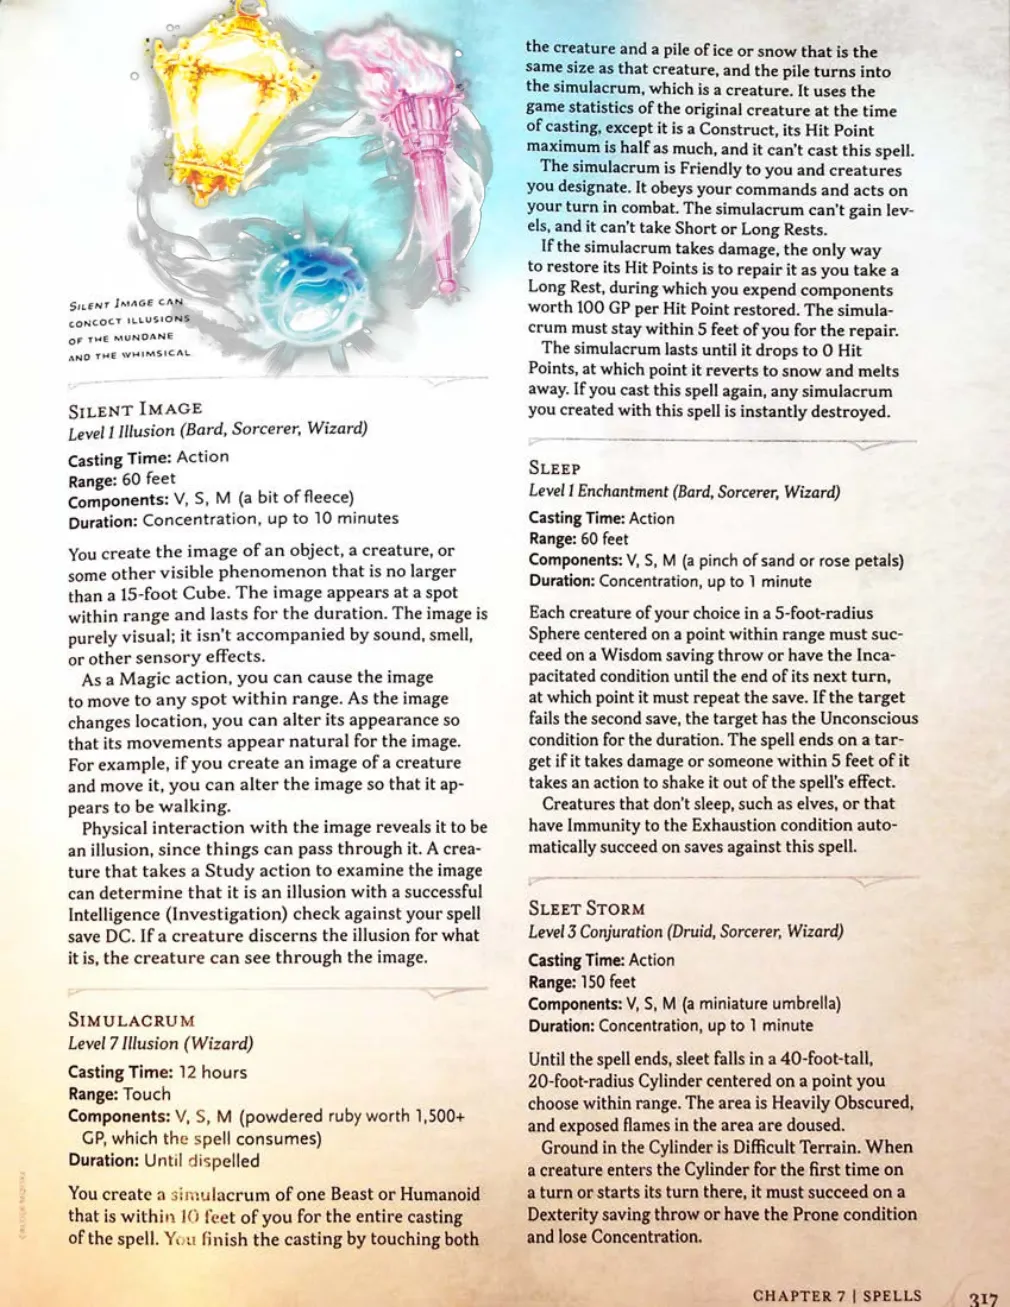 SILENT IMAGE CAN
CONCOCT ILLUSIONS
OF THE MUNDANE
AND THE WHIMSICAL.
SILENT IMAGE
Level 1 Illusion (Bard, Sorcerer, Wizard)
Casting Time: Action
Range: 60 feet
Components: V, S, M (a bit of fleece)
Duration: Concentration, up to 10 minutes
You create the image of an object, a creature, or
some other visible phenomenon that is no larger
than a 15-foot Cube. The image appears at a spot
within range and lasts for the duration. The image is
purely visual; it isn't accompanied by sound, smell,
or other sensory effects.
As a Magic action, you can cause the image
to move to any spot within range. As the image
changes location, you can alter its appearance so
that its movements appear natural for the image.
For example, if you create an image of a creature
and move it, you can alter the image so that it ap-
pears to be walking.
Physical interaction with the image reveals it to be
an illusion, since things can pass through it. A crea-
ture that takes a Study action to examine the image
can determine that it is an illusion with a successful
Intelligence (Investigation) check against your spell
save DC. If a creature discerns the illusion for what
it is, the creature can see through the image.
SIMULACRUM
Level 7 Illusion (Wizard)
Casting Time: 12 hours
Range: Touch
Components: V, S, M (powdered ruby worth 1,500+
GP, which the spell consumes)
Duration: Until dispelled
You create a simulacrum of one Beast or Humanoid
that is within 10 feet of you for the entire casting
of the spell. You finish the casting by touching both
the creature and a pile of ice or snow that is the
same size as that creature, and the pile turns into
the simulacrum, which is a creature. It uses the
game statistics of the original creature at the time
of casting, except it is a Construct, its Hit Point
maximum is half as much, and it can't cast this spell.
The simulacrum is Friendly to you and creatures
you designate. It obeys your commands and acts on
your turn in combat. The simulacrum can't gain lev-
els, and it can't take Short or Long Rests.
If the simulacrum takes damage, the only way
to restore its Hit Points is to repair it as you take a
Long Rest, during which you expend components
worth 100 GP per Hit Point restored. The simula-
crum must stay within 5 feet of you for the repair.
The simulacrum lasts until it drops to 0 Hit
Points, at which point it reverts to snow and melts
away. If you cast this spell again, any simulacrum
you created with this spell is instantly destroyed.
SLEEP
Level 1 Enchantment (Bard, Sorcerer, Wizard)
Casting Time: Action
Range: 60 feet
Components: V, S, M (a pinch of sand or rose petals)
Duration: Concentration, up to 1 minute
Each creature of your choice in a 5-foot-radius
Sphere centered on a point within range must suc-
ceed on a Wisdom saving throw or have the Inca-
pacitated condition until the end of its next turn,
at which point it must repeat the save. If the target
fails the second save, the target has the Unconscious
condition for the duration. The spell ends on a tar-
get if it takes damage or someone within 5 feet of it
takes an action to shake it out of the spell's effect.
Creatures that don't sleep, such as elves, or that
have Immunity to the Exhaustion condition auto-
matically succeed on saves against this spell.
SLEET STORM
Level 3 Conjuration (Druid, Sorcerer, Wizard)
Casting Time: Action
Range: 150 feet
Components: V, S, M (a miniature umbrella)
Duration: Concentration, up to 1 minute
Until the spell ends, sleet falls in a 40-foot-tall,
20-foot-radius Cylinder centered on a point you
choose within range. The area is Heavily Obscured,
and exposed flames in the area are doused.
Ground in the Cylinder is Difficult Terrain. When
a creature enters the Cylinder for the first time on
a turn or starts its turn there, it must succeed on a
Dexterity saving throw or have the Prone condition
and lose Concentration.
CHAPTER 7 | SPELLS 317